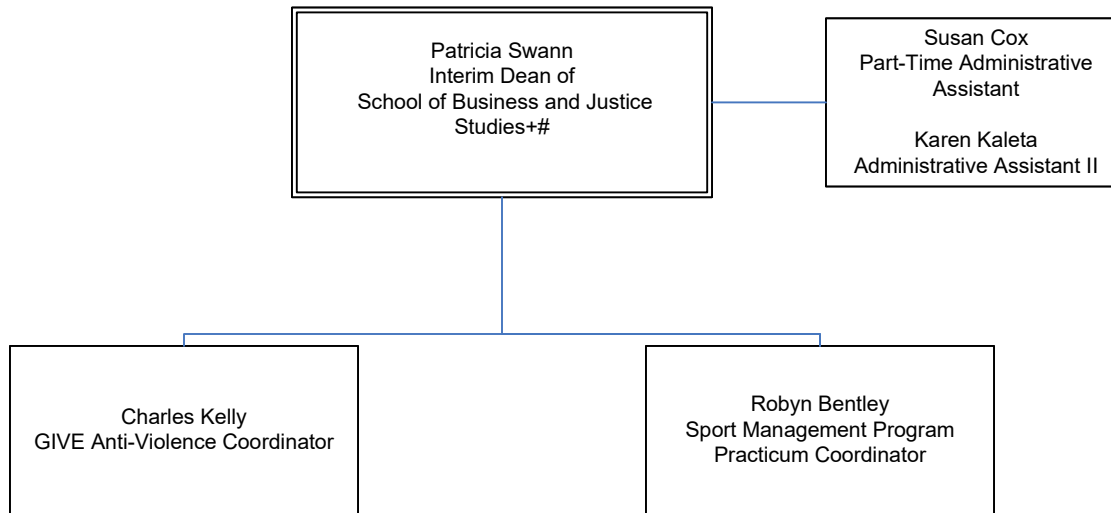 Patricia Swann
Interim Dean of
School of Business and Justice
Studies+#
Susan Cox
Part-Time Administrative
Assistant
Karen Kaleta
Administrative Assistant II
Charles Kelly
GIVE Anti-Violence Coordinator
Robyn Bentley
Sport Management Program
Practicum Coordinator